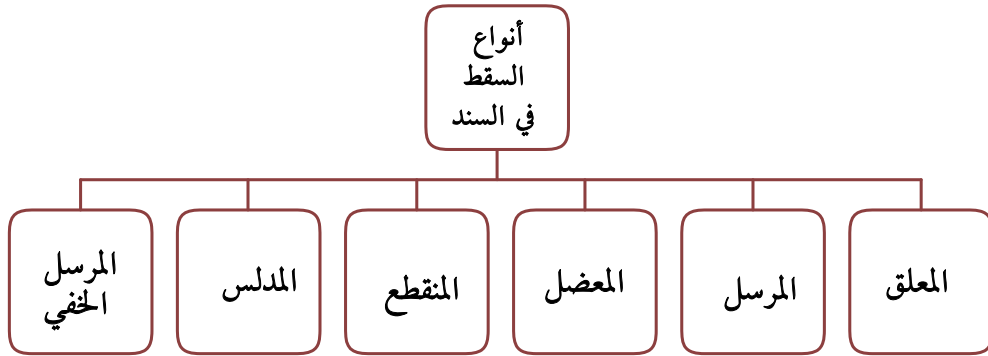 أنواع
السقط
في السند
المعلق
المرسل
المعضل
المنقطع
المدلس
المرسل
الخفي